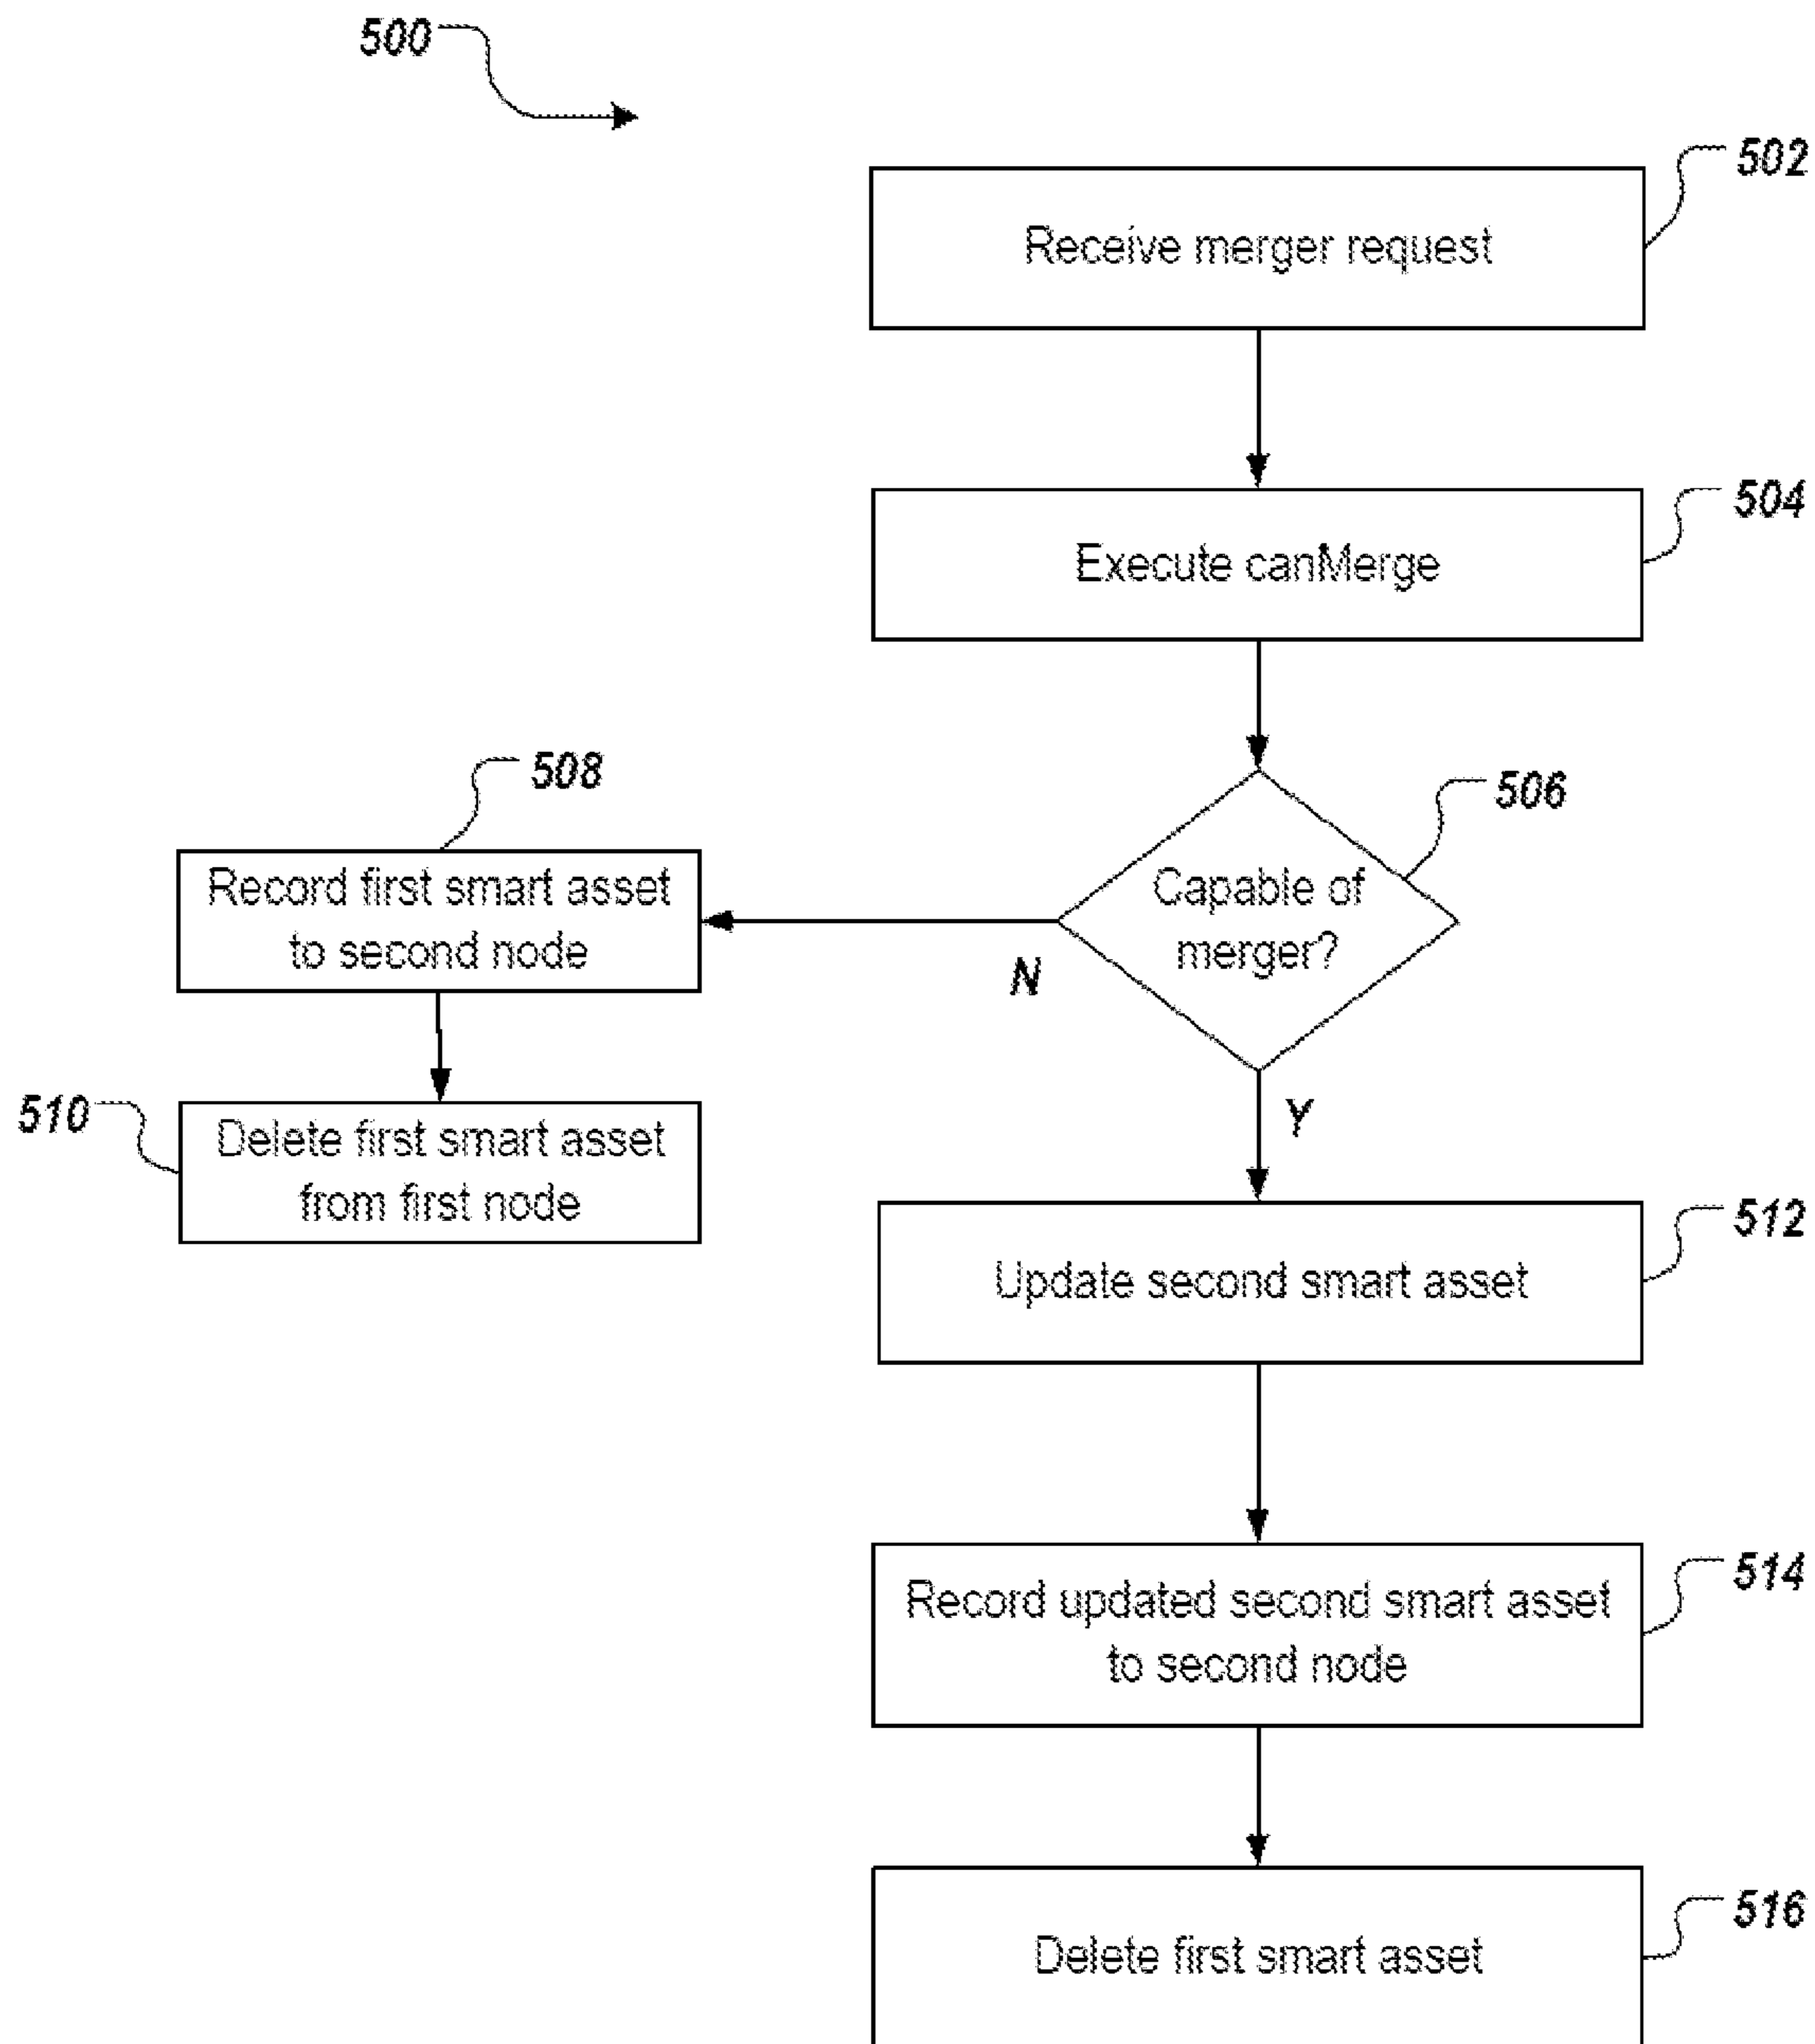 500
502
Receive merger request
504
Execute canMerge
506
Capable of
merger?
N
Y
508
Record first smart asset
to second node
510
Delete first smart asset
from first node
512
Update second smart asset
514
Record updated second smart asset
to second node
516
Delete first smart asset